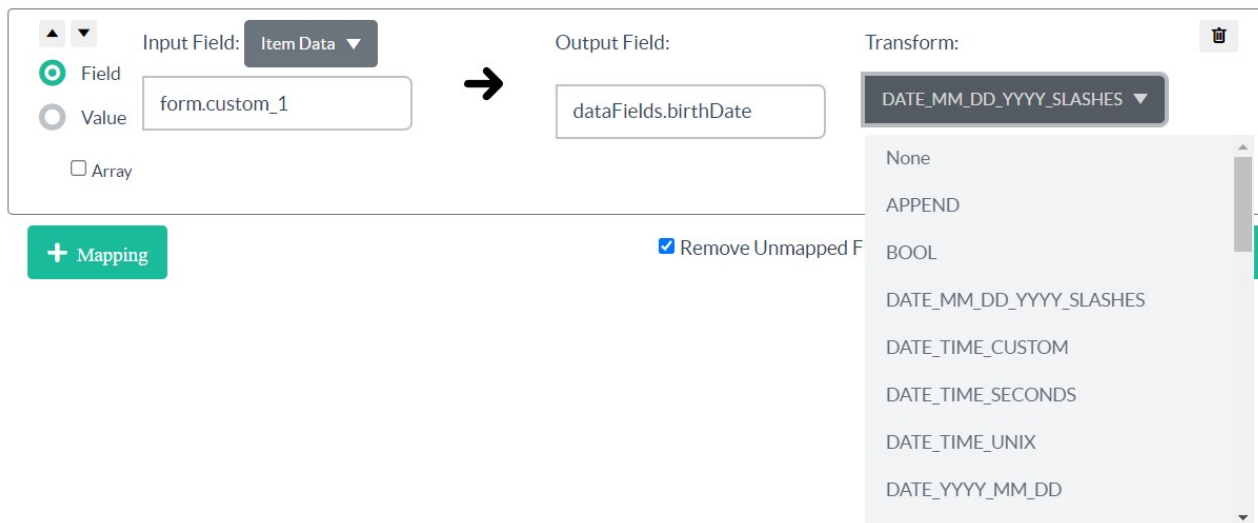 Input Field:
Item Data
Output Field:
Transform:
Field
Value
form.custom_1
dataFields.birthDate
DATE_MM_DD_YYYY_SLASHES
Array
None
APPEND
BOOL
DATE_MM_DD_YYYY_SLASHES
DATE_TIME_CUSTOM
DATE_TIME_SECONDS
DATE_TIME_UNIX
DATE_YYYY_MM_DD
+ Mapping
Remove Unmapped F